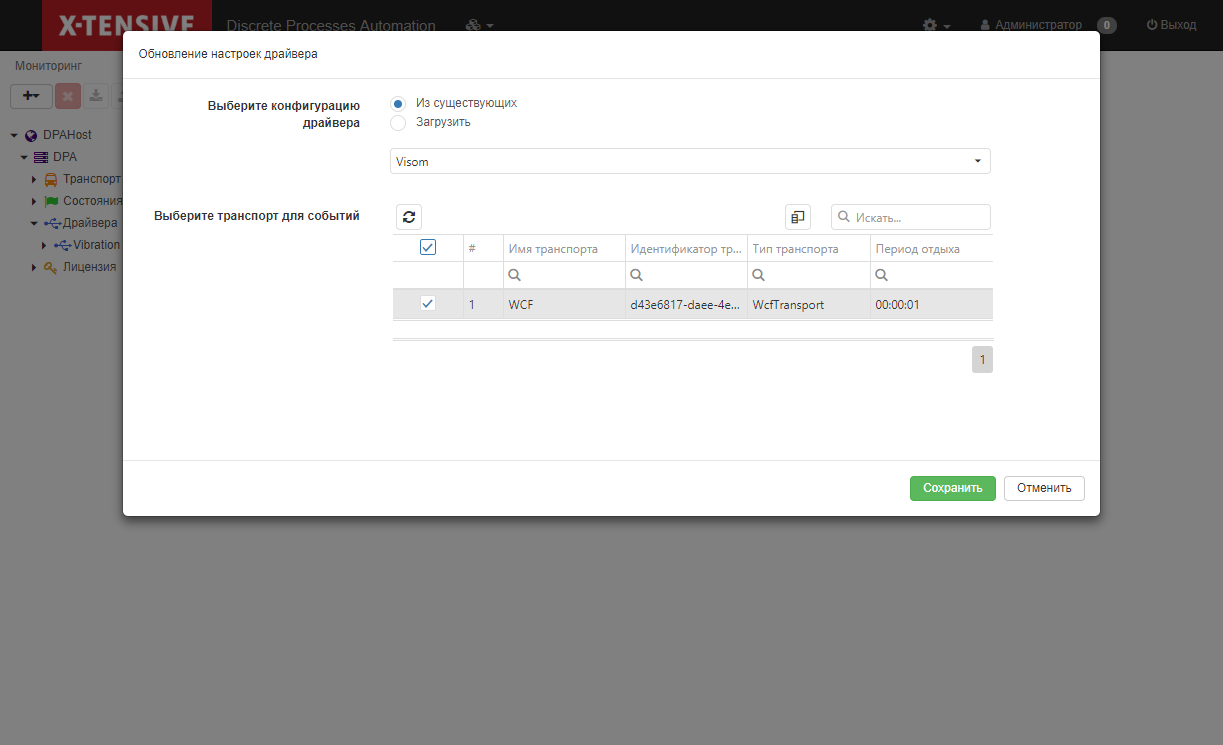 X-TENSIVE Discrete Processes Automation Администратор 0 Выход
Мониторинг
Обновление настроек драйвера
DPAHost
DPA
Транспорт
Состояния
Драйвера
Vibration
Лицензия
Выберите конфигурацию
драйвера
Из существующих
Загрузить
Visom
Выберите транспорт для событий
Искать...
# Имя транспорта Идентификатор тр... Тип транспорта Период отдыха
1 WCF d43e6817-daee-4e... WcfTransport 00:00:01
1
Сохранить Отменить